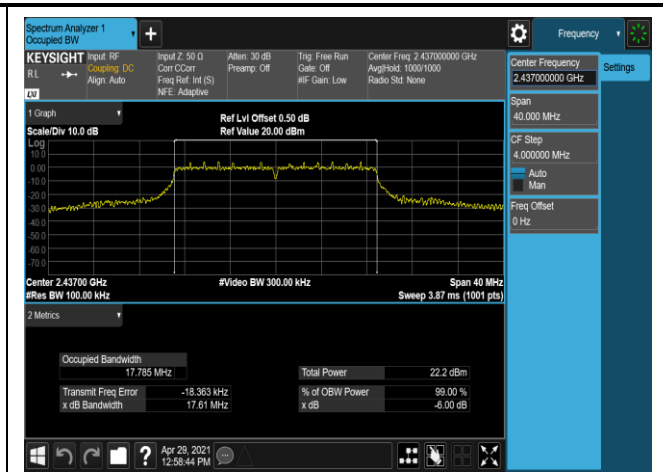 Spectrum Analyzer 1
Occupied BW
+
Frequency
KEYSIGHT
RL
LXI
Input: RF
Coupling: DC
Align: Auto
Input Z: 50 Ω
Corr CCorr
Freq Ref: Int (S)
NFE: Adaptive
Atten: 30 dB
Preamp: Off
Trig: Free Run
Gate: Off
#IF Gain: Low
Center Freq: 2.437000000 GHz
Avg|Hold: 1000/1000
Radio Std: None
Center Frequency
2.437000000 GHz
Settings
Span
40.000 MHz
CF Step
4.000000 MHz
Auto
Man
Freq Offset
0 Hz
1 Graph
Scale/Div 10.0 dB
Ref Lvl Offset 0.50 dB
Ref Value 20.00 dBm
Log
10.0
0.00
-10.0
-20.0
-30.0
-40.0
-50.0
-60.0
-70.0
Center 2.43700 GHz
#Video BW 300.00 kHz
Span 40 MHz
#Res BW 100.00 kHz
Sweep 3.87 ms (1001 pts)
2 Metrics
Occupied Bandwidth
17.785 MHz
Total Power 22.2 dBm
Transmit Freq Error -18.363 kHz
% of OBW Power 99.00 %
x dB Bandwidth 17.61 MHz
x dB -6.00 dB
?
Apr 29, 2021
12:58:44 PM